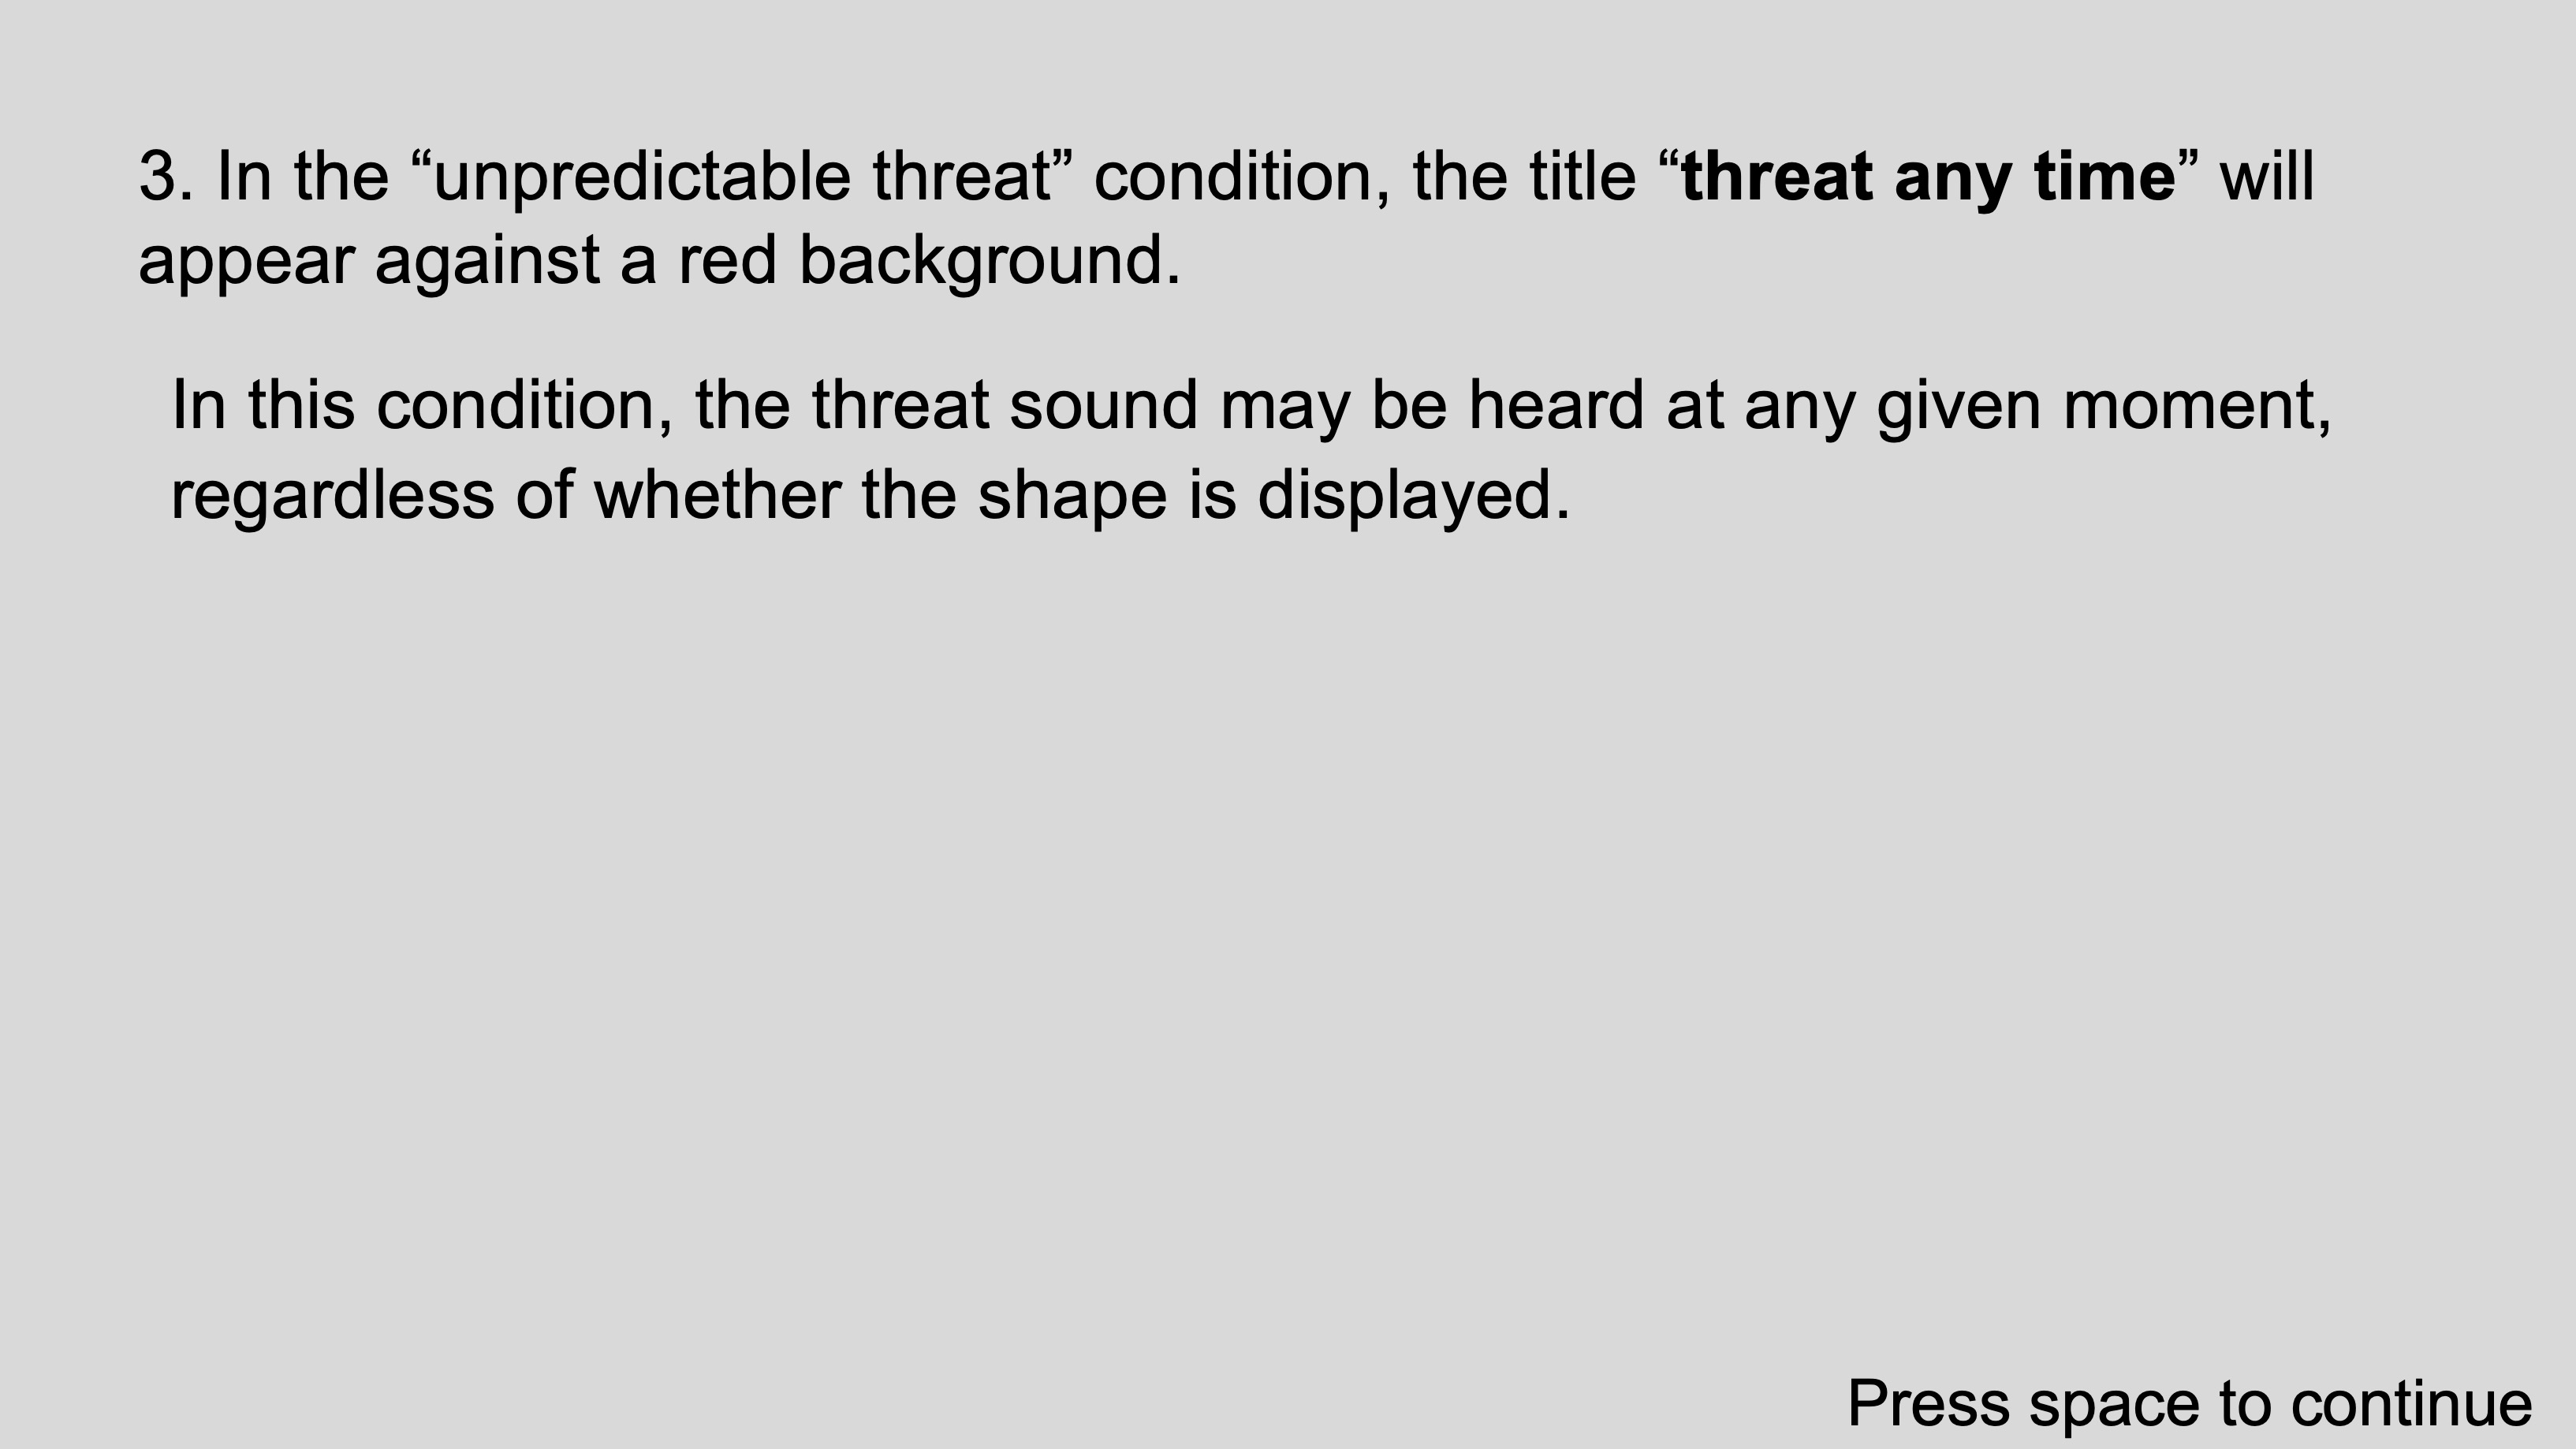 3. In the “unpredictable threat” condition, the title “threat any time” will
appear against a red background.
In this condition, the threat sound may be heard at any given moment,
regardless of whether the shape is displayed.
Press space to continue